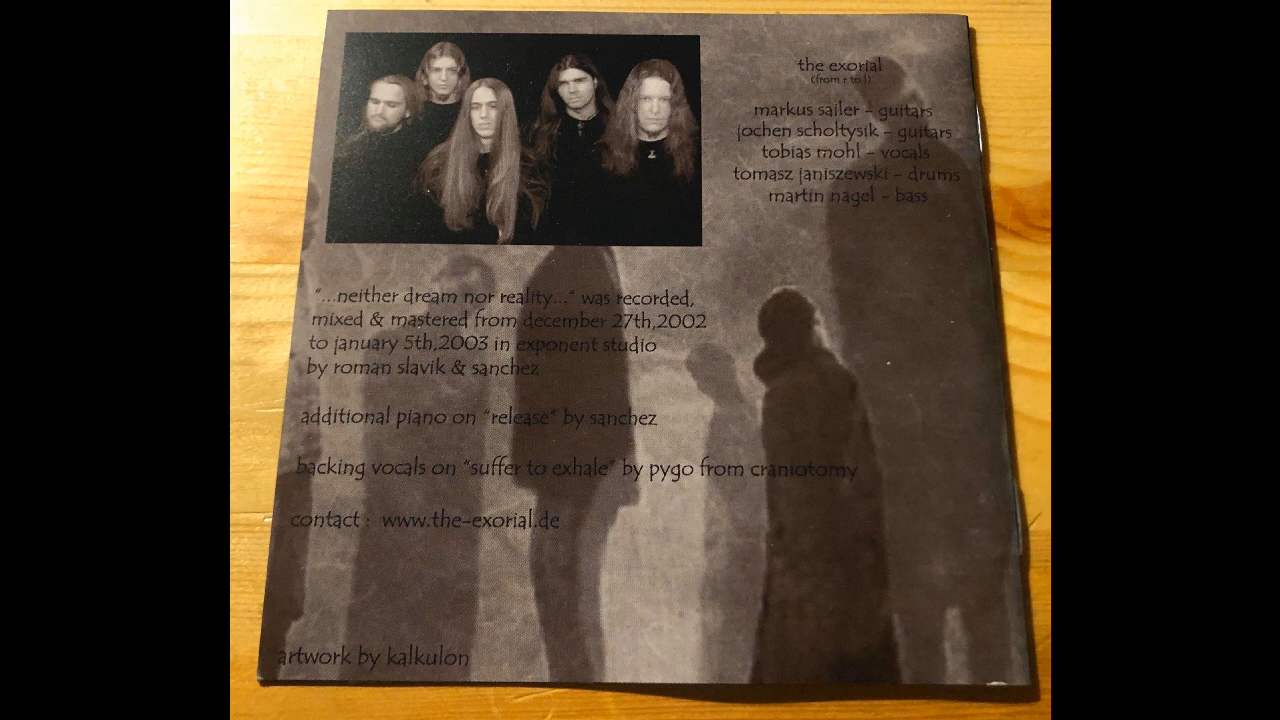 the exorial
(from r to l)
markus sailer - guitars
jochen scholtysik - guitars
tobias mohl - vocals
tomasz janiszewski - drums
martin nagel - bass
"...neither dream nor reality..." was recorded,
mixed & mastered from december 27th,2002
to january 5th,2003 in exponent studio
by roman slavik & sanchez
additional piano on "release" by sanchez
backing vocals on "suffer to exhale" by pygo from craniotomy
contact : www.the-exorial.de
artwork by kalkulon